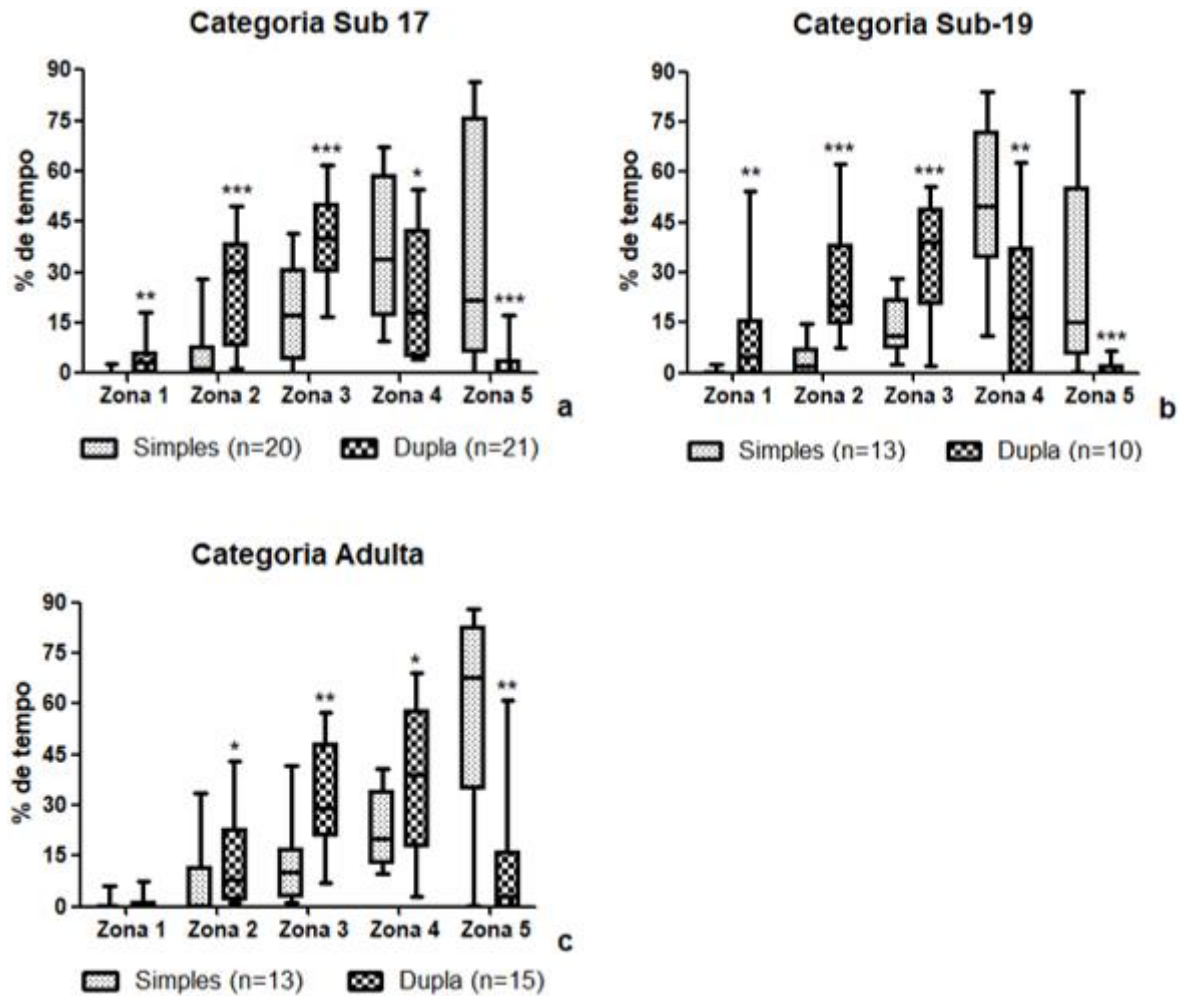 Categoria Sub 17
% de tempo
90
75
60
45
30
15
0
** *** *** * ***
Zona 1 Zona 2 Zona 3 Zona 4 Zona 5
a
Simples (n=20) Dupla (n=21)
Categoria Sub-19
% de tempo
90
75
60
45
30
15
0
** *** *** ** ***
Zona 1 Zona 2 Zona 3 Zona 4 Zona 5
b
Simples (n=13) Dupla (n=10)
Categoria Adulta
% de tempo
90
75
60
45
30
15
0
* ** * **
Zona 1 Zona 2 Zona 3 Zona 4 Zona 5
c
Simples (n=13) Dupla (n=15)